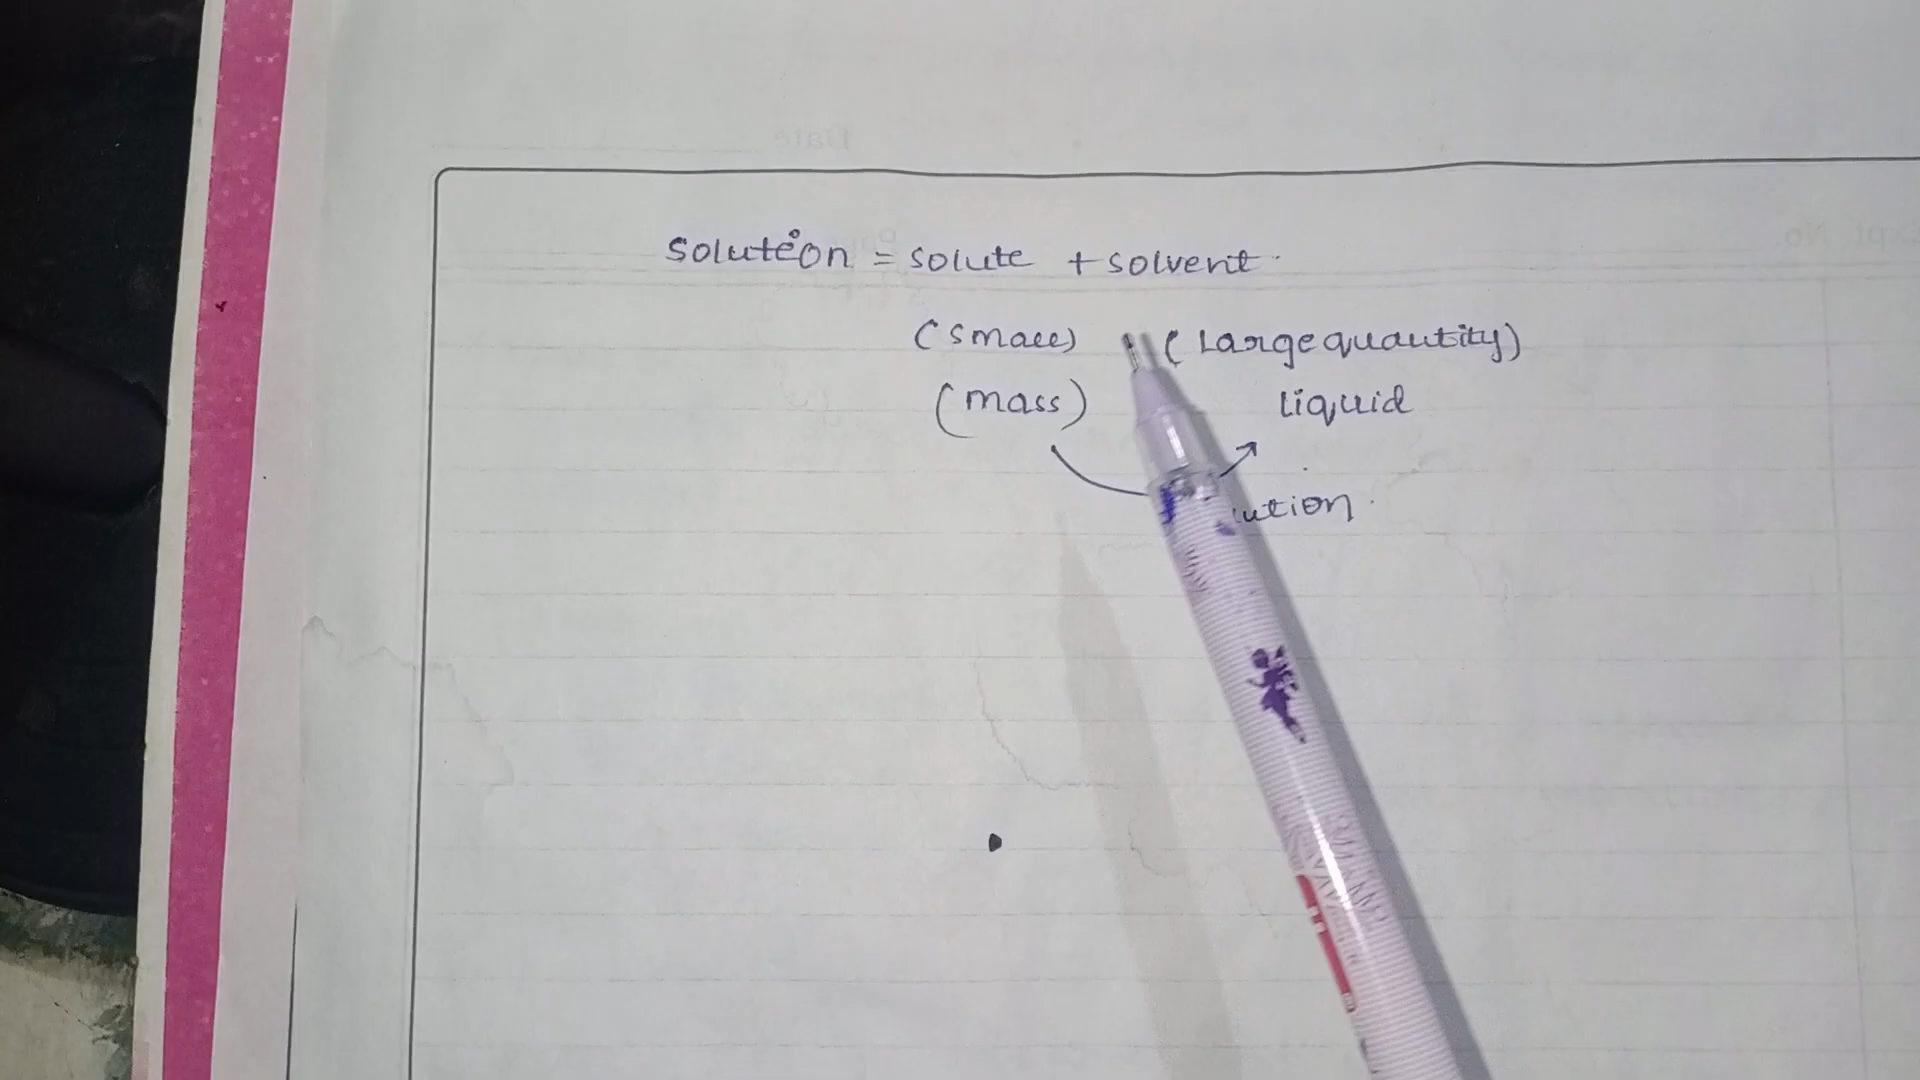 solution = solute + solvent.
(small) (Large quantity)
(mass) liquid
ution.